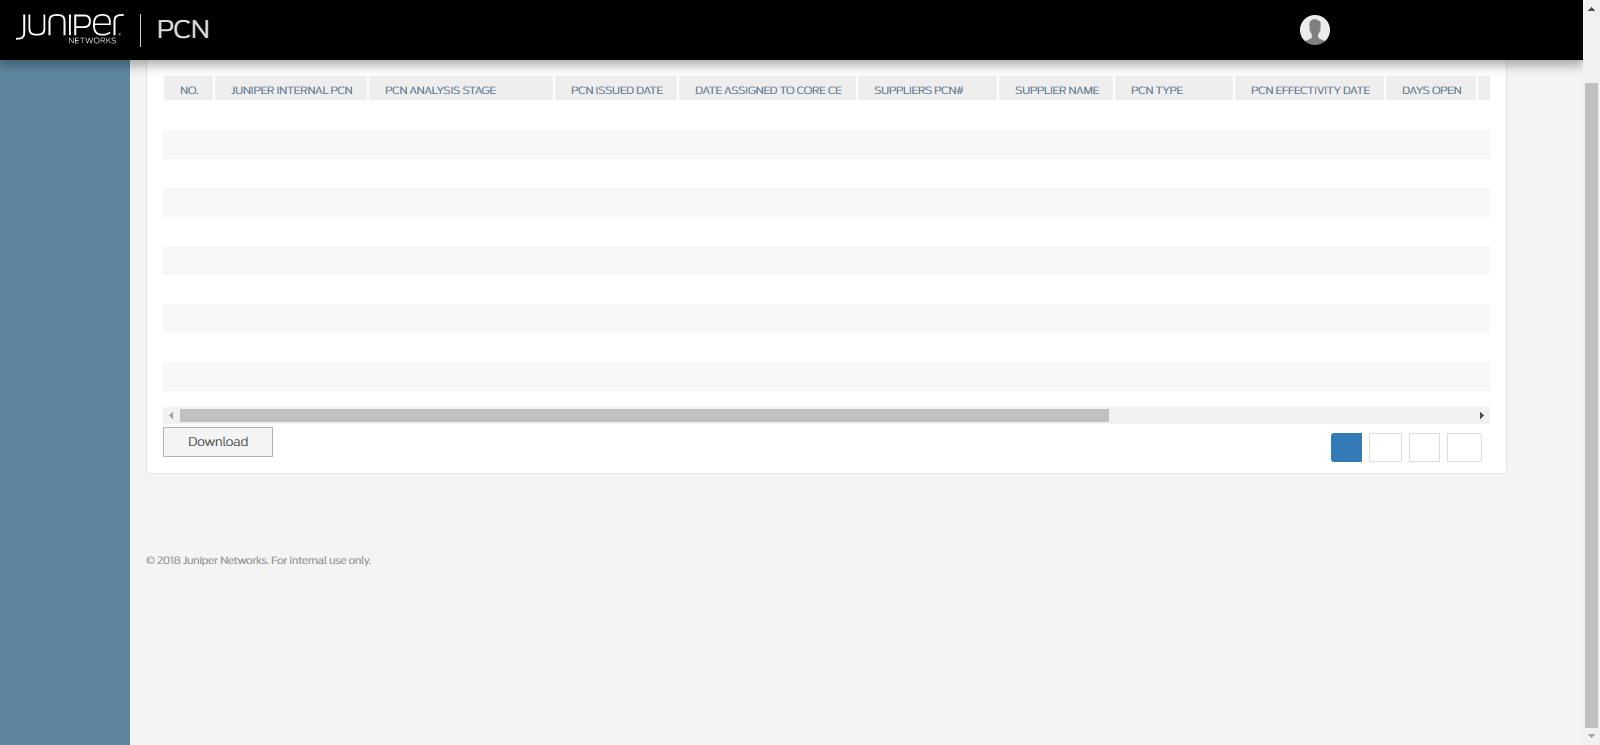 JUNIPER NETWORKS PCN
NO. JUNIPER INTERNAL PCN PCN ANALYSIS STAGE PCN ISSUED DATE DATE ASSIGNED TO CORE CE SUPPLIERS PCN# SUPPLIER NAME PCN TYPE PCN EFFECTIVITY DATE DAYS OPEN
Download
© 2018 Juniper Networks. For internal use only.